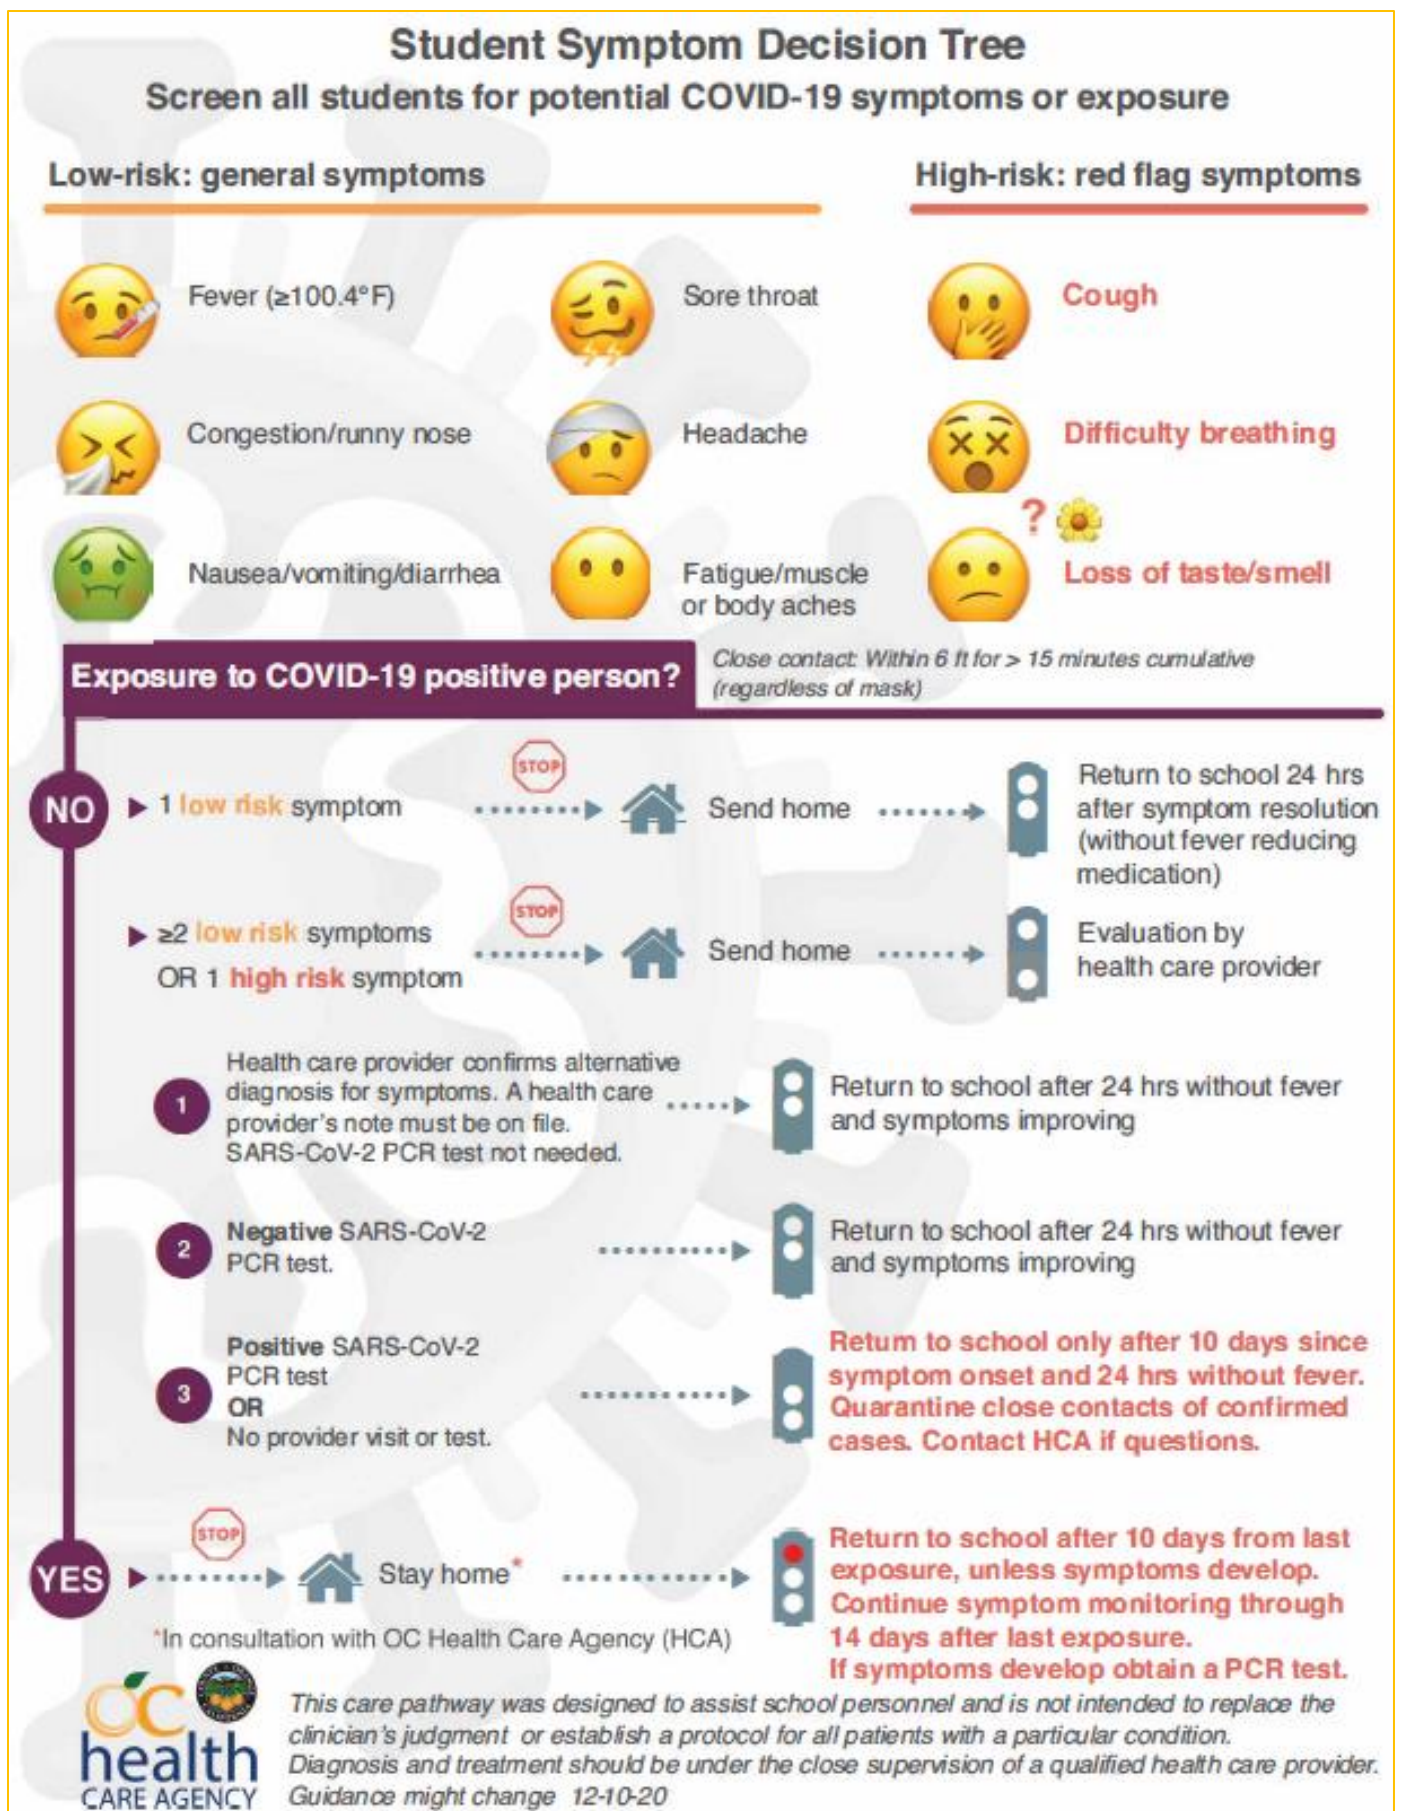 Student Symptom Decision Tree
Screen all students for potential COVID-19 symptoms or exposure
Low-risk: general symptoms
High-risk: red flag symptoms
Fever (≥100.4°F)
Sore throat
Cough
Congestion/runny nose
Headache
Difficulty breathing
?
Nausea/vomiting/diarrhea
Fatigue/muscle
or body aches
Loss of taste/smell
Exposure to COVID-19 positive person?
Close contact: Within 6 ft for > 15 minutes cumulative
(regardless of mask)
NO
1 low risk symptom
STOP
Send home
Return to school 24 hrs
after symptom resolution
(without fever reducing
medication)
≥2 low risk symptoms
OR 1 high risk symptom
STOP
Send home
Evaluation by
health care provider
1
Health care provider confirms alternative
diagnosis for symptoms. A health care
provider's note must be on file.
SARS-CoV-2 PCR test not needed.
Return to school after 24 hrs without fever
and symptoms improving
2
Negative SARS-CoV-2
PCR test.
Return to school after 24 hrs without fever
and symptoms improving
3
Positive SARS-CoV-2
PCR test
OR
No provider visit or test.
Return to school only after 10 days since
symptom onset and 24 hrs without fever.
Quarantine close contacts of confirmed
cases. Contact HCA if questions.
YES
STOP
Stay home*
*In consultation with OC Health Care Agency (HCA)
Return to school after 10 days from last
exposure, unless symptoms develop.
Continue symptom monitoring through
14 days after last exposure.
If symptoms develop obtain a PCR test.
OC
health
CARE AGENCY
This care pathway was designed to assist school personnel and is not intended to replace the
clinician's judgment or establish a protocol for all patients with a particular condition.
Diagnosis and treatment should be under the close supervision of a qualified health care provider.
Guidance might change 12-10-20